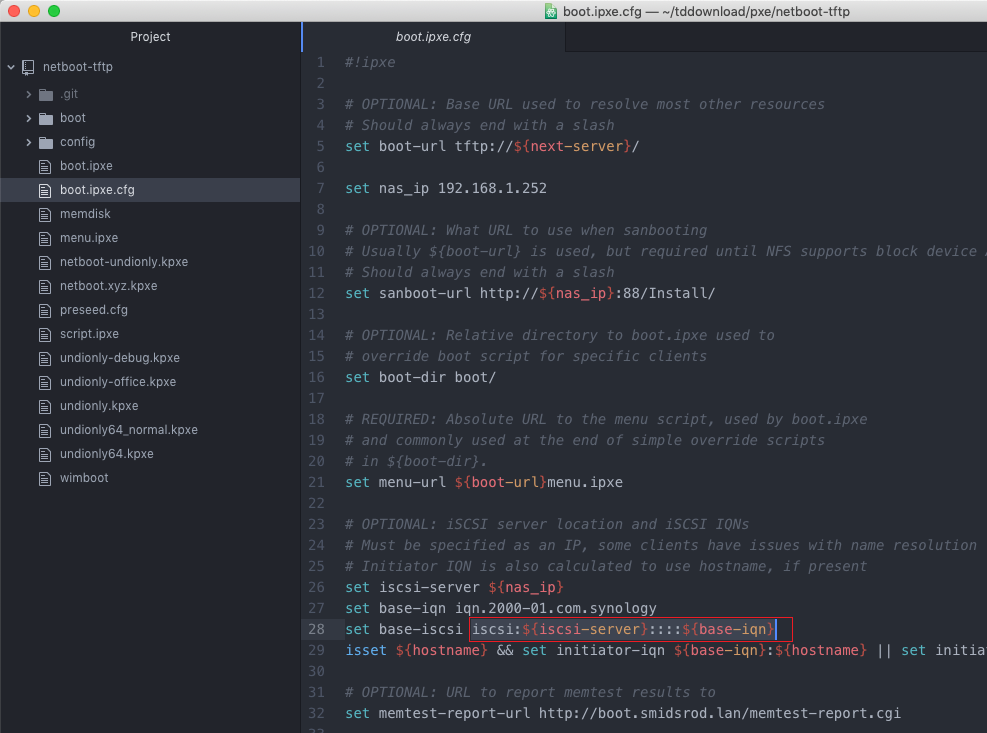 boot.ipxe.cfg — ~/tddownload/pxe/netboot-tftp
Project
netboot-tftp
.git
boot
config
boot.ipxe
boot.ipxe.cfg
memdisk
menu.ipxe
netboot-undionly.kpxe
netboot.xyz.kpxe
preseed.cfg
script.ipxe
undionly-debug.kpxe
undionly-office.kpxe
undionly.kpxe
undionly64_normal.kpxe
undionly64.kpxe
wimboot
boot.ipxe.cfg
1 #!ipxe
2
3 # OPTIONAL: Base URL used to resolve most other resources
4 # Should always end with a slash
5 set boot-url tftp://${next-server}/
6
7 set nas_ip 192.168.1.252
8
9 # OPTIONAL: What URL to use when sanbooting
10 # Usually ${boot-url} is used, but required until NFS supports block device
11 # Should always end with a slash
12 set sanboot-url http://${nas_ip}:88/Install/
13
14 # OPTIONAL: Relative directory to boot.ipxe used to
15 # override boot script for specific clients
16 set boot-dir boot/
17
18 # REQUIRED: Absolute URL to the menu script, used by boot.ipxe
19 # and commonly used at the end of simple override scripts
20 # in ${boot-dir}.
21 set menu-url ${boot-url}menu.ipxe
22
23 # OPTIONAL: iSCSI server location and iSCSI IQNs
24 # Must be specified as an IP, some clients have issues with name resolution
25 # Initiator IQN is also calculated to use hostname, if present
26 set iscsi-server ${nas_ip}
27 set base-iqn iqn.2000-01.com.synology
28 set base-iscsi iscsi:${iscsi-server}::::${base-iqn}
29 isset ${hostname} && set initiator-iqn ${base-iqn}:${hostname} || set initia
30
31 # OPTIONAL: URL to report memtest results to
32 set memtest-report-url http://boot.smidsrod.lan/memtest-report.cgi